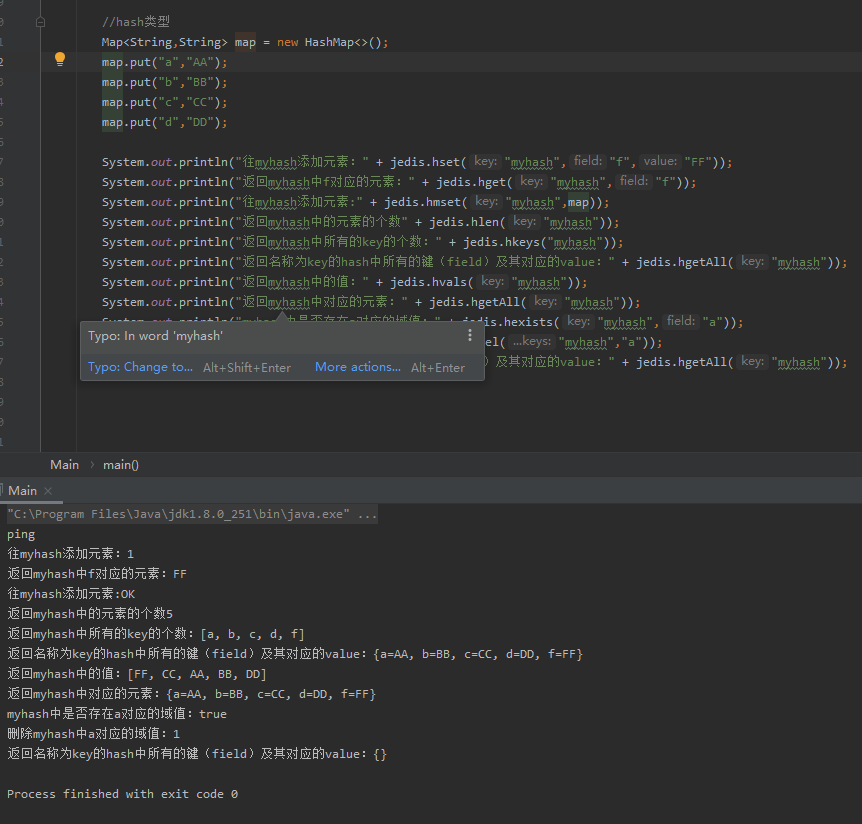 //hash类型
Map<String,String> map = new HashMap<>();
map.put("a","AA");
map.put("b","BB");
map.put("c","CC");
map.put("d","DD");
System.out.println("往myhash添加元素：" + jedis.hset( key: "myhash", field: "f", value: "FF"));
System.out.println("返回myhash中f对应的元素：" + jedis.hget( key: "myhash", field: "f"));
System.out.println("往myhash添加元素:" + jedis.hmset( key: "myhash",map));
System.out.println("返回myhash中的元素的个数" + jedis.hlen( key: "myhash"));
System.out.println("返回myhash中所有的key的个数：" + jedis.hkeys("myhash"));
System.out.println("返回名称为key的hash中所有的键（field）及其对应的value：" + jedis.hgetAll( key: "myhash"));
System.out.println("返回myhash中的值：" + jedis.hvals( key: "myhash"));
System.out.println("返回myhash中对应的元素：" + jedis.hgetAll( key: "myhash"));
System.out.println("myhash中是否存在a对应的域值：" + jedis.hexists( key: "myhash", field: "a"));
el( ...keys: "myhash","a"));
）及其对应的value：" + jedis.hgetAll( key: "myhash"));
Typo: In word 'myhash'
Typo: Change to... Alt+Shift+Enter More actions... Alt+Enter
Main > main()
Main ×
"C:\Program Files\Java\jdk1.8.0_251\bin\java.exe" ...
ping
往myhash添加元素：1
返回myhash中f对应的元素：FF
往myhash添加元素:OK
返回myhash中的元素的个数5
返回myhash中所有的key的个数：[a, b, c, d, f]
返回名称为key的hash中所有的键（field）及其对应的value：{a=AA, b=BB, c=CC, d=DD, f=FF}
返回myhash中的值：[FF, CC, AA, BB, DD]
返回myhash中对应的元素：{a=AA, b=BB, c=CC, d=DD, f=FF}
myhash中是否存在a对应的域值：true
删除myhash中a对应的域值：1
返回名称为key的hash中所有的键（field）及其对应的value：{}
Process finished with exit code 0